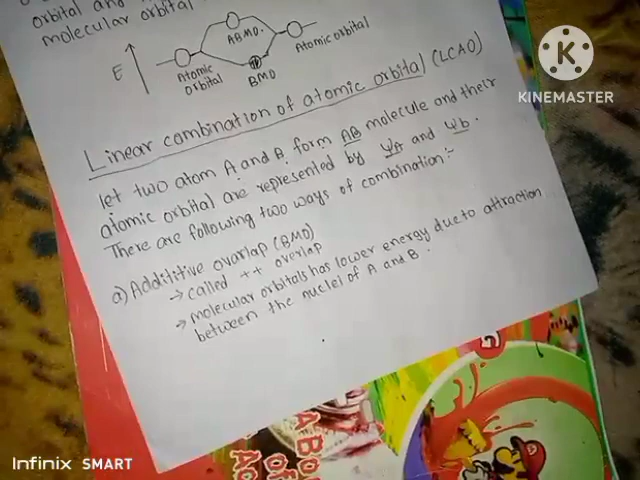 orbital and
molecular orbital
ABMO.
E
Atomic orbital
Atomic orbital
BMO
Linear combination of atomic orbital (LCAO)
let two atom A and B form AB molecule and their
atomic orbital are represented by ΨA and Ψb.
There are following two ways of combination:-
a) Addititive ovarlap (BMO)
→ called ++ overlap
→ molecular orbitals has lower energy due to attraction
between the nuclei of A and B.
KINEMASTER
Infinix SMART